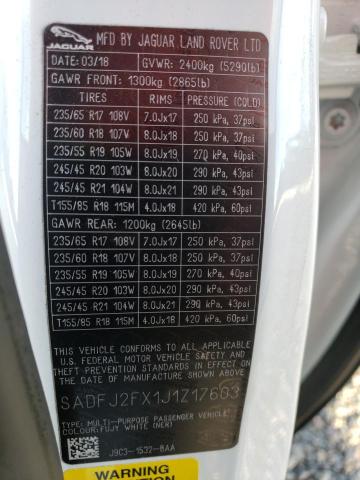 JAGUAR
MFD BY JAGUAR LAND ROVER LTD
DATE: 03/18 GVWR: 2400kg (5290lb)
GAWR FRONT: 1300kg (2865lb)
TIRES RIMS PRESSURE (COLD)
235/65 R17 108V 7.0Jx17 250 kPa, 37psi
235/60 R18 107V 8.0Jx18 250 kPa, 37psi
235/55 R19 105W 8.0Jx19 270 kPa, 40psi
245/45 R20 103W 8.0Jx20 290 kPa, 43psi
245/45 R21 104W 8.0Jx21 290 kPa, 43psi
T155/85 R18 115M 4.0Jx18 420 kPa, 60psi
GAWR REAR: 1200kg (2645lb)
235/65 R17 108V 7.0Jx17 250 kPa, 37psi
235/60 R18 107V 8.0Jx18 250 kPa, 37psi
235/55 R19 105W 8.0Jx19 270 kPa, 40psi
245/45 R20 103W 8.0Jx20 290 kPa, 43psi
245/45 R21 104W 8.0Jx21 290 kPa, 43psi
T155/85 R18 115M 4.0Jx18 420 kPa, 60psi
THIS VEHICLE CONFORMS TO ALL APPLICABLE
U.S. FEDERAL MOTOR VEHICLE SAFETY STANDARDS
IN EFFECT ON THE DATE OF MANUFACTURE SHOWN ABOVE.
SADFJ2FX1J1Z17603
TYPE: MULTI-PURPOSE PASSENGER VEHICLE
(NER)
J9C3-1532-BAA